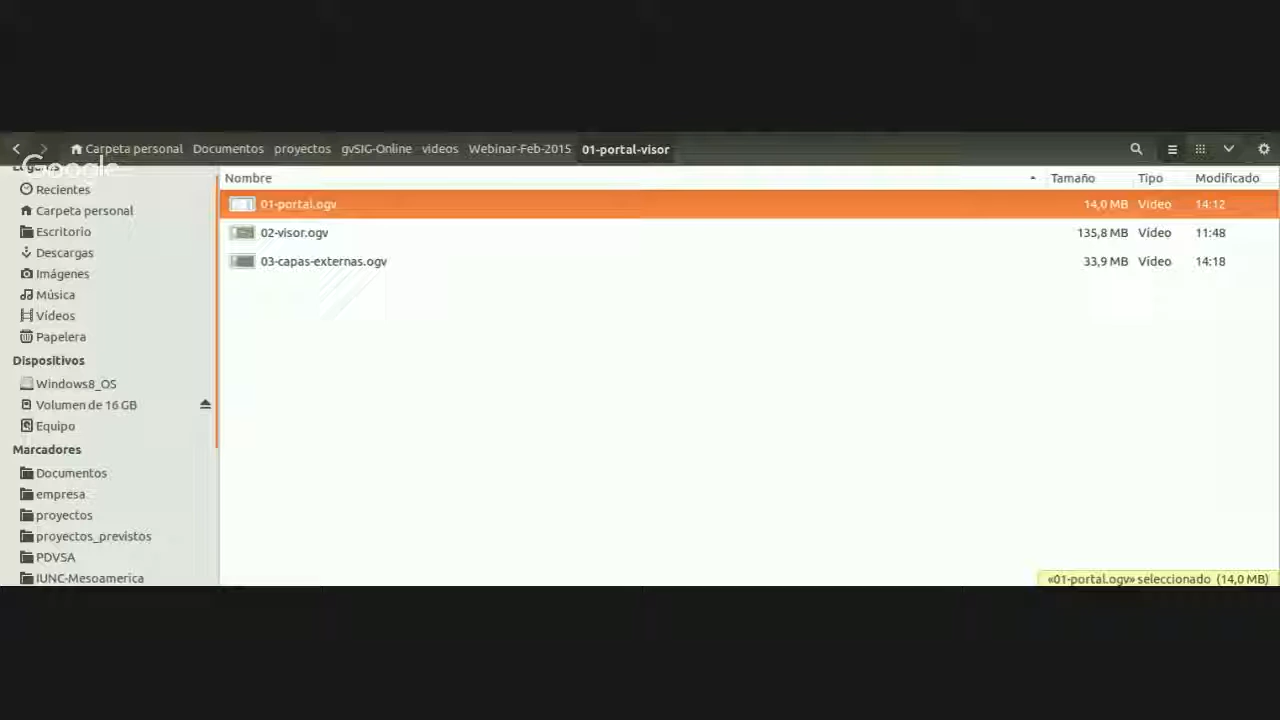 Carpeta personal Documentos proyectos gvSIG-Online videos Webinar-Feb-2015 01-portal-visor
Google
Nombre Tamaño Tipo Modificado
01-portal.ogv 14,0 MB Vídeo 14:12
02-visor.ogv 135,8 MB Vídeo 11:48
03-capas-externas.ogv 33,9 MB Vídeo 14:18
Recientes
Carpeta personal
Escritorio
Descargas
Imágenes
Música
Vídeos
Papelera
Dispositivos
Windows8_OS
Volumen de 16 GB
Equipo
Marcadores
Documentos
empresa
proyectos
proyectos_previstos
PDVSA
IUNC-Mesoamerica
«01-portal.ogv» seleccionado (14,0 MB)